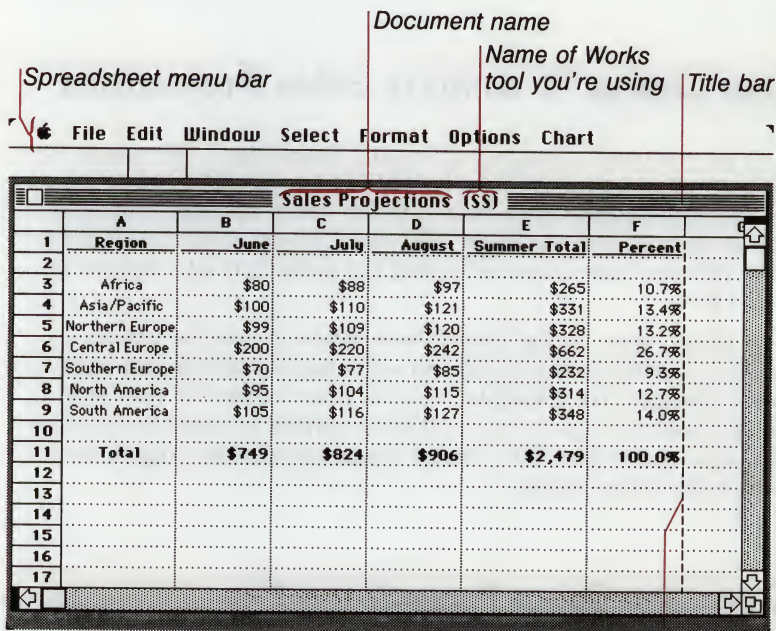 Document name
Name of Works
tool you're using
Title bar
Spreadsheet menu bar
File Edit Window Select Format Options Chart
Sales Projections (SS)
A B C D E F
1 Region June July August Summer Total Percent
2
3 Africa $80 $88 $97 $265 10.7%
4 Asia/Pacific $100 $110 $121 $331 13.4%
5 Northern Europe $99 $109 $120 $328 13.2%
6 Central Europe $200 $220 $242 $662 26.7%
7 Southern Europe $70 $77 $85 $232 9.3%
8 North America $95 $104 $115 $314 12.7%
9 South America $105 $116 $127 $348 14.0%
10
11 Total $749 $824 $906 $2,479 100.0%
12
13
14
15
16
17